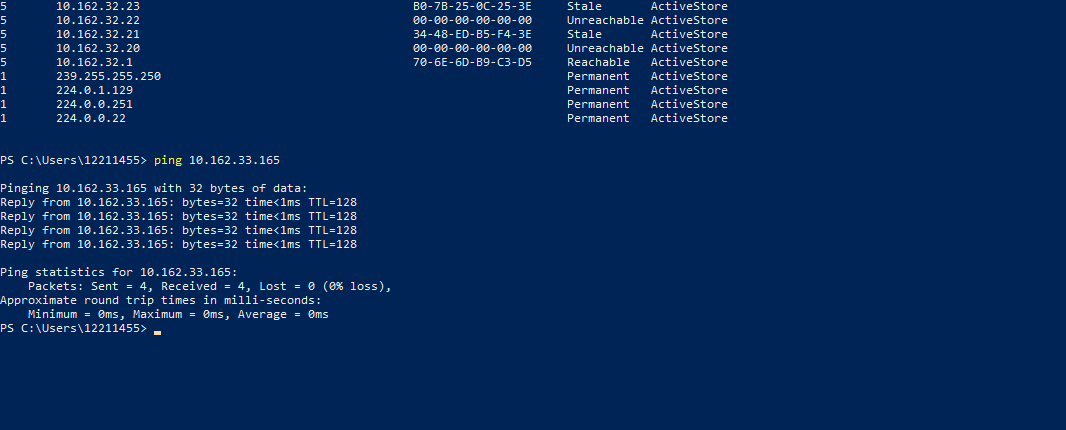 5       10.162.32.23                                       B0-7B-25-0C-25-3E     Stale       ActiveStore
5       10.162.32.22                                       00-00-00-00-00-00     Unreachable ActiveStore
5       10.162.32.21                                       34-48-ED-B5-F4-3E     Stale       ActiveStore
5       10.162.32.20                                       00-00-00-00-00-00     Unreachable ActiveStore
5       10.162.32.1                                        70-6E-6D-B9-C3-D5     Reachable   ActiveStore
1       239.255.255.250                                                          Permanent   ActiveStore
1       224.0.1.129                                                              Permanent   ActiveStore
1       224.0.0.251                                                              Permanent   ActiveStore
1       224.0.0.22                                                               Permanent   ActiveStore
PS C:\Users\12211455> ping 10.162.33.165
Pinging 10.162.33.165 with 32 bytes of data:
Reply from 10.162.33.165: bytes=32 time<1ms TTL=128
Reply from 10.162.33.165: bytes=32 time<1ms TTL=128
Reply from 10.162.33.165: bytes=32 time<1ms TTL=128
Reply from 10.162.33.165: bytes=32 time<1ms TTL=128
Ping statistics for 10.162.33.165:
    Packets: Sent = 4, Received = 4, Lost = 0 (0% loss),
Approximate round trip times in milli-seconds:
    Minimum = 0ms, Maximum = 0ms, Average = 0ms
PS C:\Users\12211455>